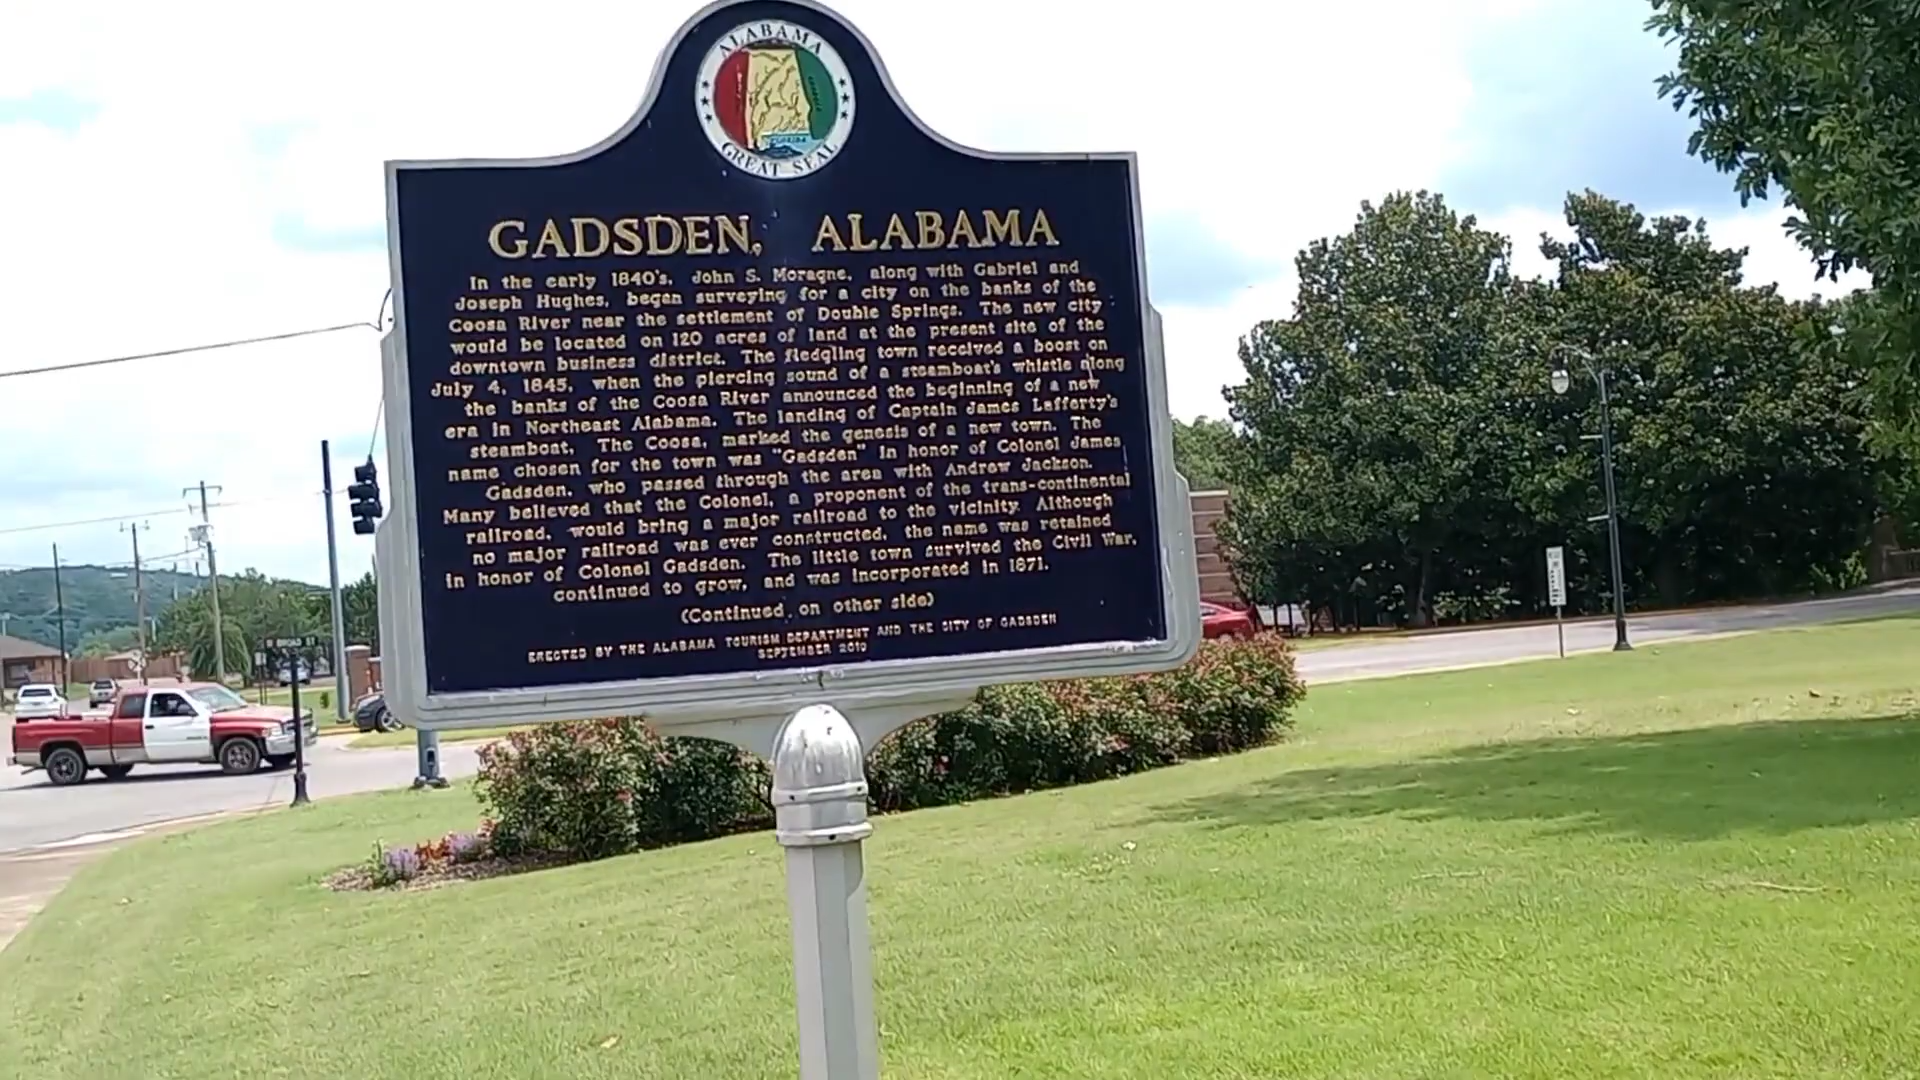 ALABAMA
GREAT SEAL
GADSDEN, ALABAMA
In the early 1840's, John S. Moragne, along with Gabriel and
Joseph Hughes, began surveying for a city on the banks of the
Coosa River near the settlement of Double Springs. The new city
would be located on 120 acres of land at the present site of the
downtown business district. The fledgling town received a boost on
July 4, 1845, when the piercing sound of a steamboat's whistle along
the banks of the Coosa River announced the beginning of a new
era in Northeast Alabama. The landing of Captain James Lafferty's
steamboat, The Coosa, marked the genesis of a new town. The
name chosen for the town was "Gadsden" in honor of Colonel James
Gadsden, who passed through the area with Andrew Jackson.
Many believed that the Colonel, a proponent of the trans-continental
railroad, would bring a major railroad to the vicinity. Although
no major railroad was ever constructed, the name was retained
in honor of Colonel Gadsden. The little town survived the Civil War,
continued to grow, and was incorporated in 1871.
(Continued on other side)
ERECTED BY THE ALABAMA TOURISM DEPARTMENT AND THE CITY OF GADSDEN
SEPTEMBER 2010
BROAD ST